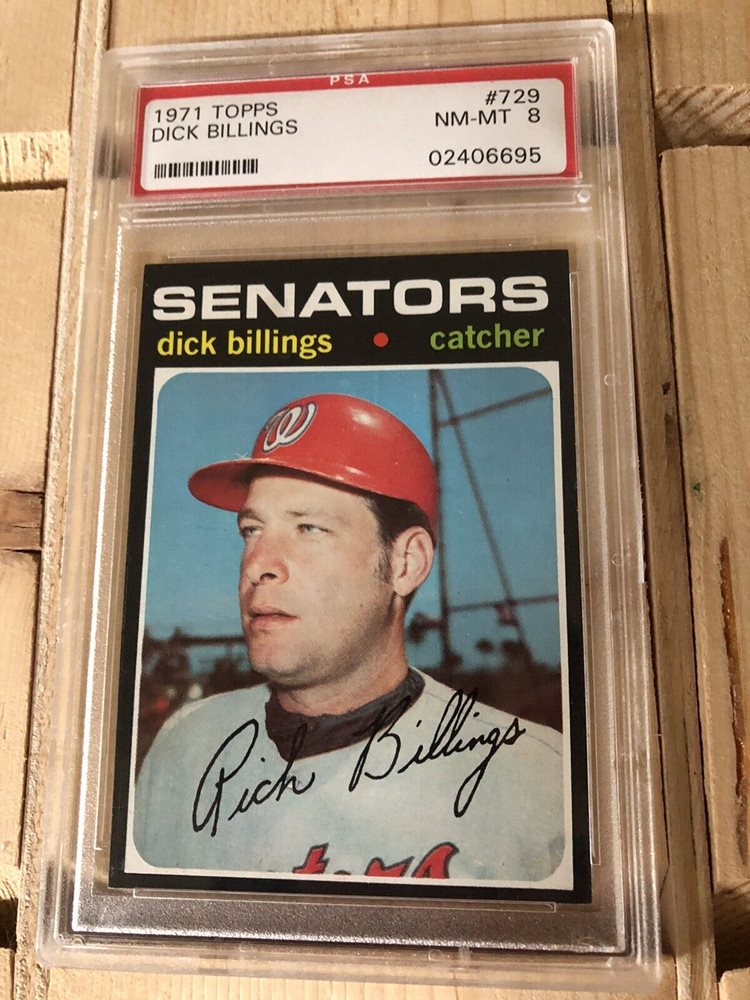 PSA
1971 TOPPS #729
DICK BILLINGS NM-MT 8
02406695
SENATORS
dick billings • catcher
W
Rich Billings